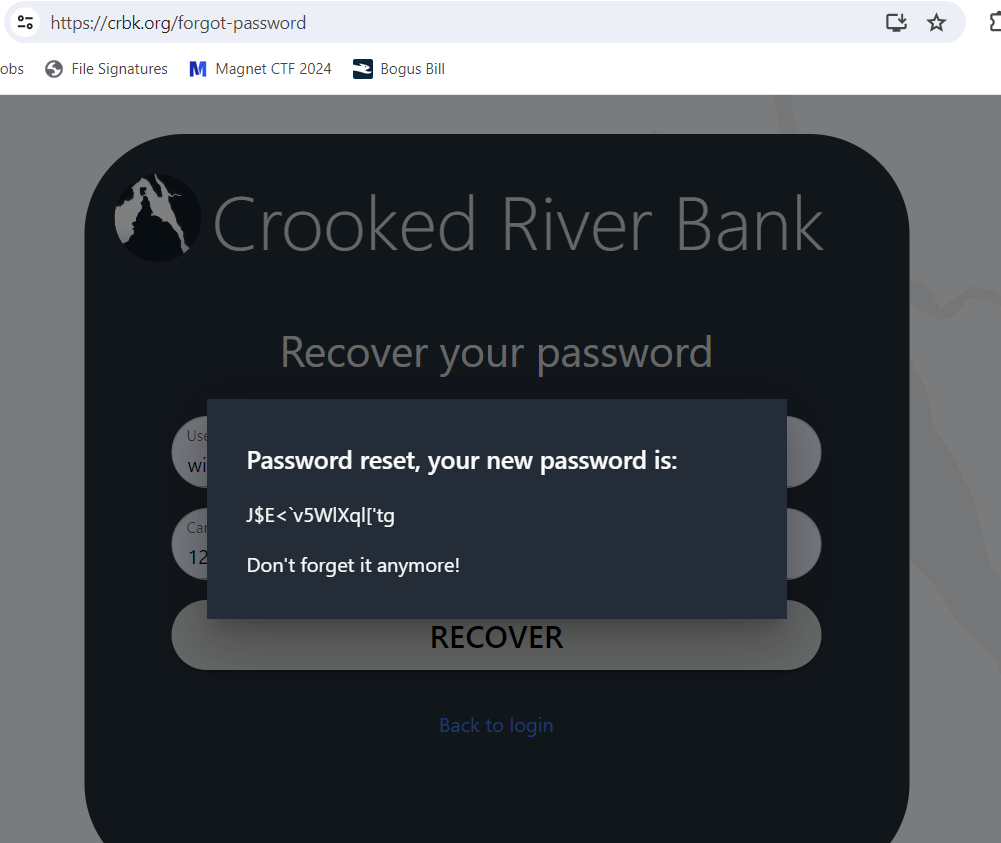 https://crbk.org/forgot-password
obs File Signatures Magnet CTF 2024 Bogus Bill
Crooked River Bank
Recover your password
Use
wi
Password reset, your new password is:
J$E<`v5WlXql['tg
Car
12
Don't forget it anymore!
RECOVER
Back to login